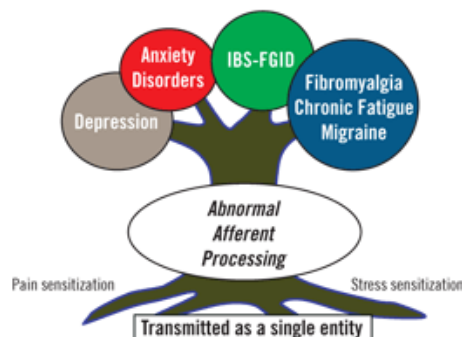 Anxiety
Disorders
IBS-FGID
Depression
Fibromyalgia
Chronic Fatigue
Migraine
Abnormal
Afferent
Processing
Pain sensitization
Stress sensitization
Transmitted as a single entity